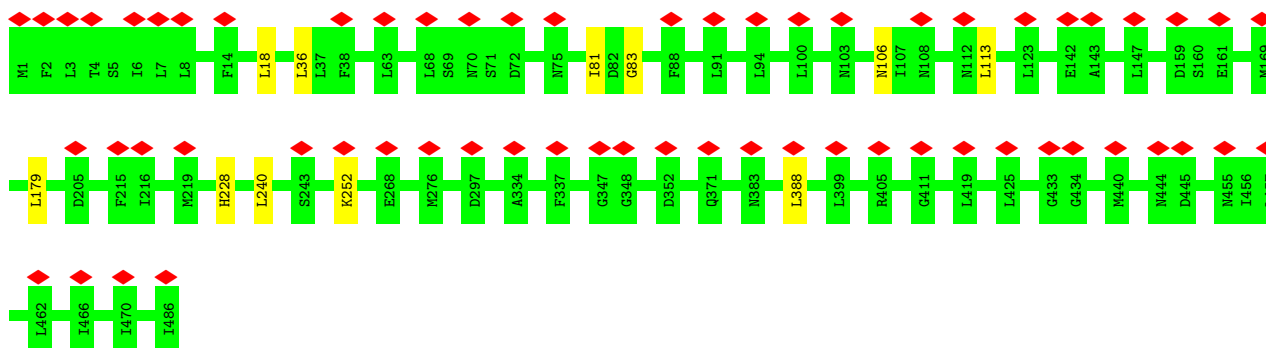 M1 F2 L3 T4 S5 I6 L7 L8 F14 L18 L36 L37 F38 L63 L68 S69 N70 S71 D72 N75 I81 D82 G83 F88 L91 L94 L100 N103 N106 I107 N108 N112 L113 L123 E142 A143 L147 D159 S160 E161 M169
L179 D205 F215 I216 M219 H228 L240 S243 K252 E268 M276 D297 A334 F337 G347 G348 D352 Q371 N383 L388 L399 R405 G411 L419 L425 G433 G434 M440 N444 D445 N455 I456
L462 I466 I470 I486